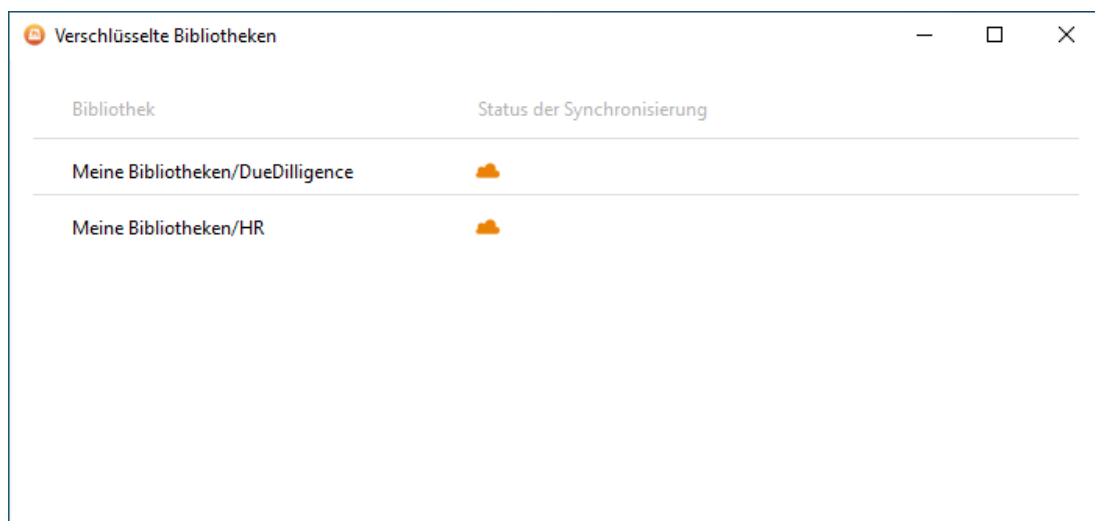 Verschlüsselte Bibliotheken
Bibliothek Status der Synchronisierung
Meine Bibliotheken/DueDilligence
Meine Bibliotheken/HR